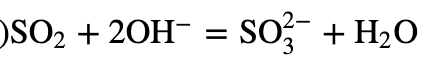 )SO₂ + 2OH⁻ = SO₃²⁻ + H₂O